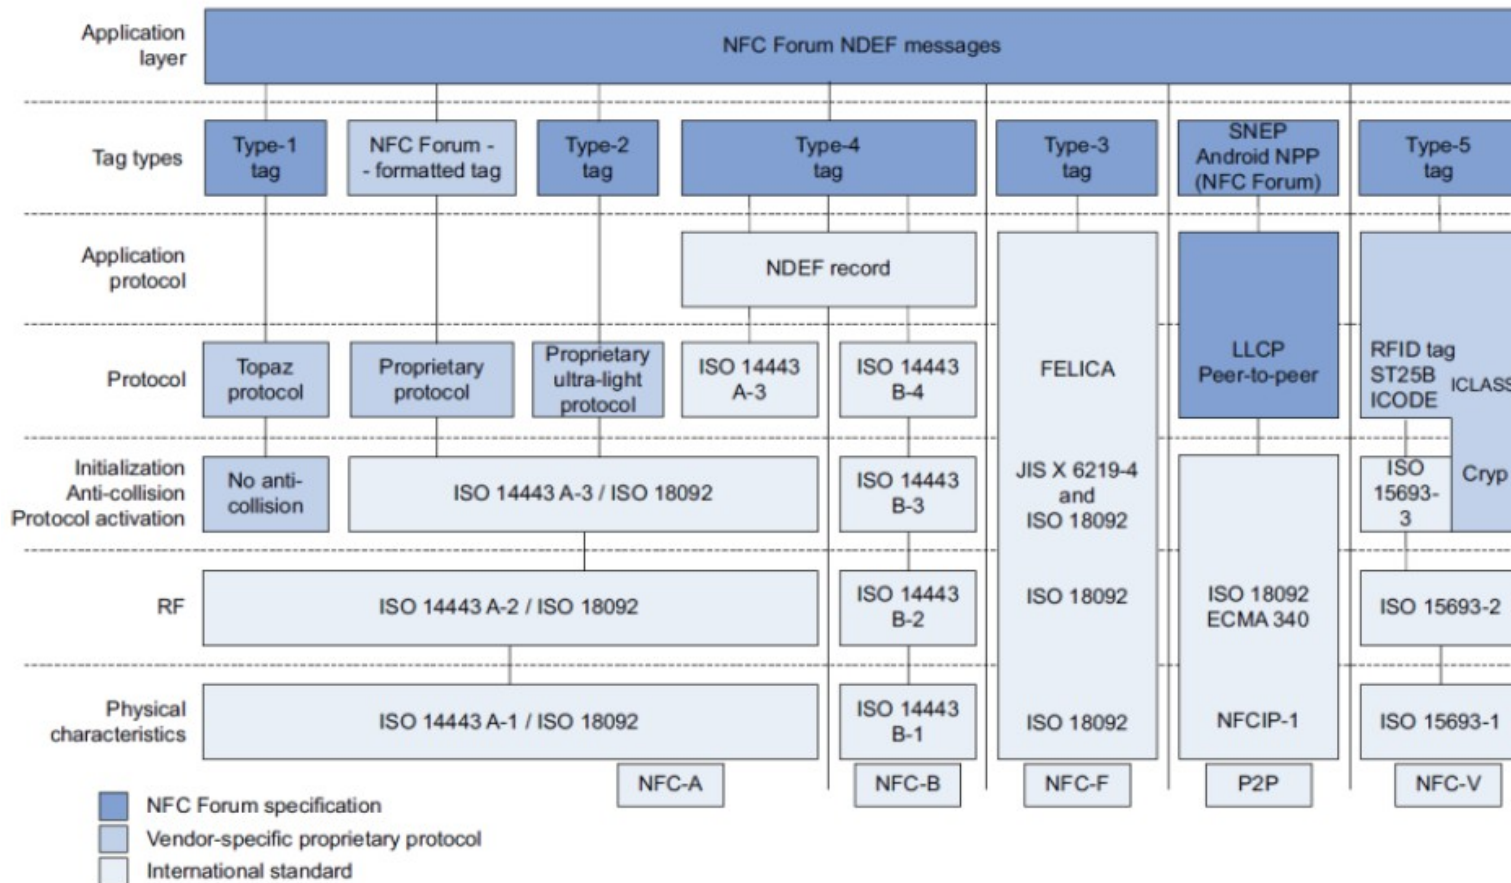 Application
layer
NFC Forum NDEF messages
Tag types
Type-1
tag
NFC Forum -
- formatted tag
Type-2
tag
Type-4
tag
Type-3
tag
SNEP
Android NPP
(NFC Forum)
Type-5
tag
Application
protocol
NDEF record
Protocol
Topaz
protocol
Proprietary
protocol
Proprietary
ultra-light
protocol
ISO 14443
A-3
ISO 14443
B-4
FELICA
LLCP
Peer-to-peer
RFID tag
ST25B
ICODE
ICLASS
Initialization
Anti-collision
Protocol activation
No anti-
collision
ISO 14443 A-3 / ISO 18092
ISO 14443
B-3
JIS X 6219-4
and
ISO 18092
ISO
15693-
3
Cryp
RF
ISO 14443 A-2 / ISO 18092
ISO 14443
B-2
ISO 18092
ISO 18092
ECMA 340
ISO 15693-2
Physical
characteristics
ISO 14443 A-1 / ISO 18092
ISO 14443
B-1
ISO 18092
NFCIP-1
ISO 15693-1
NFC-A
NFC-B
NFC-F
P2P
NFC-V
NFC Forum specification
Vendor-specific proprietary protocol
International standard